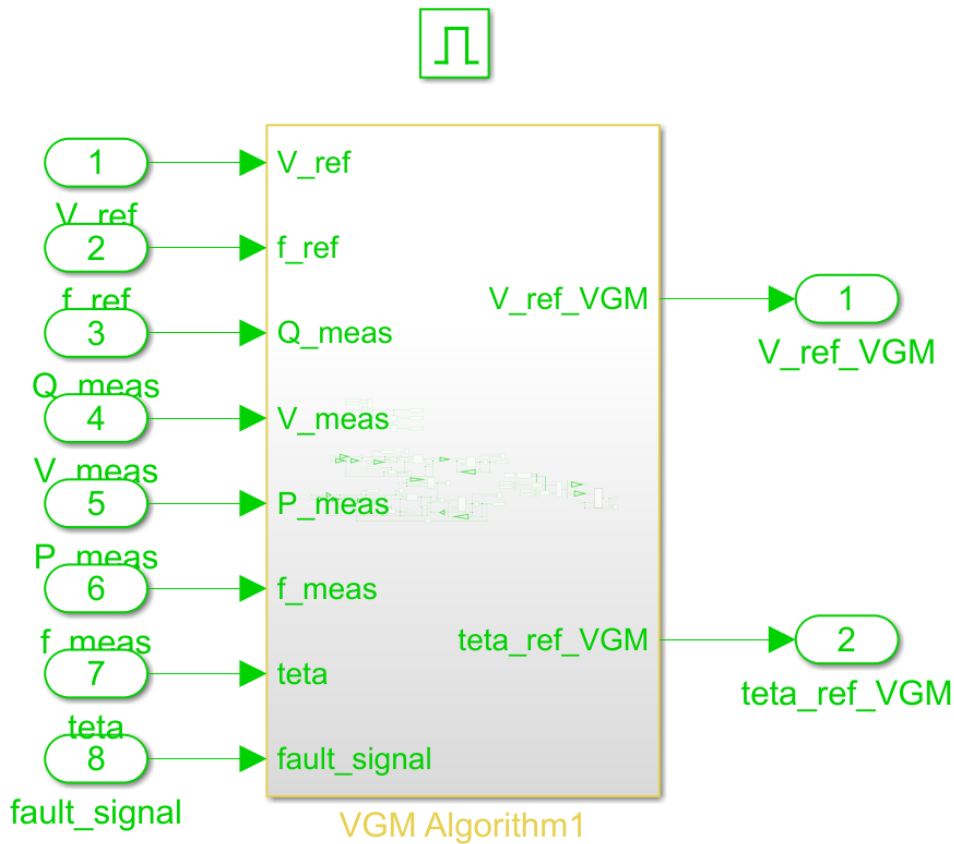 1
V_ref
2
f_ref
3
Q_meas
4
V_meas
5
P_meas
6
f_meas
7
teta
8
fault_signal
V_ref
f_ref
Q_meas
V_meas
P_meas
f_meas
teta
fault_signal
V_ref_VGM
teta_ref_VGM
VGM Algorithm1
1
V_ref_VGM
2
teta_ref_VGM